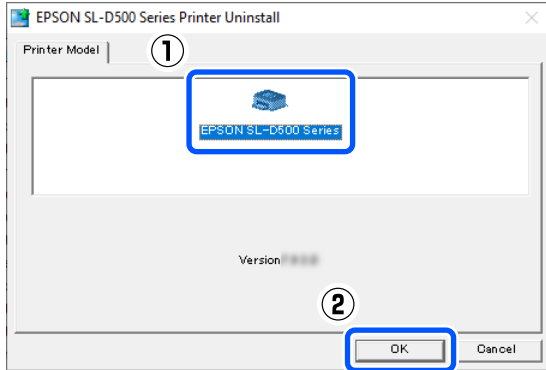 EPSON SL-D500 Series Printer Uninstall
Printer Model
①
EPSON SL-D500 Series
Version
②
OK
Cancel